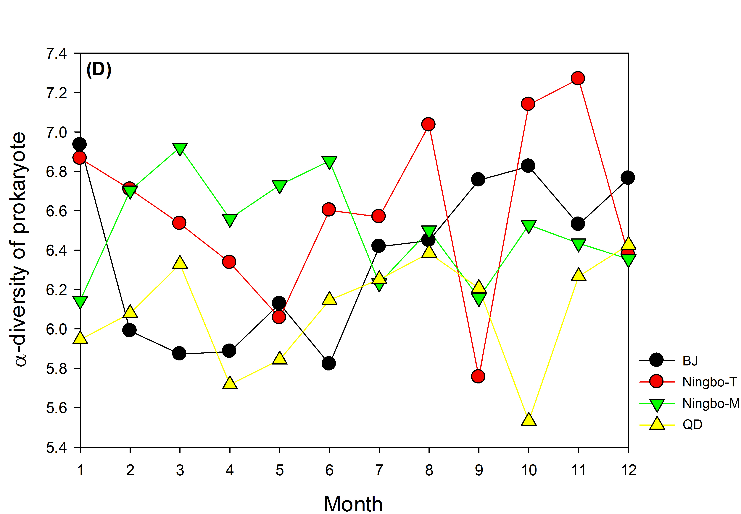 (D)
7.4
7.2
7.0
6.8
6.6
6.4
6.2
6.0
5.8
5.6
5.4
α-diversity of prokaryote
1 2 3 4 5 6 7 8 9 10 11 12
Month
BJ
Ningbo-T
Ningbo-M
QD